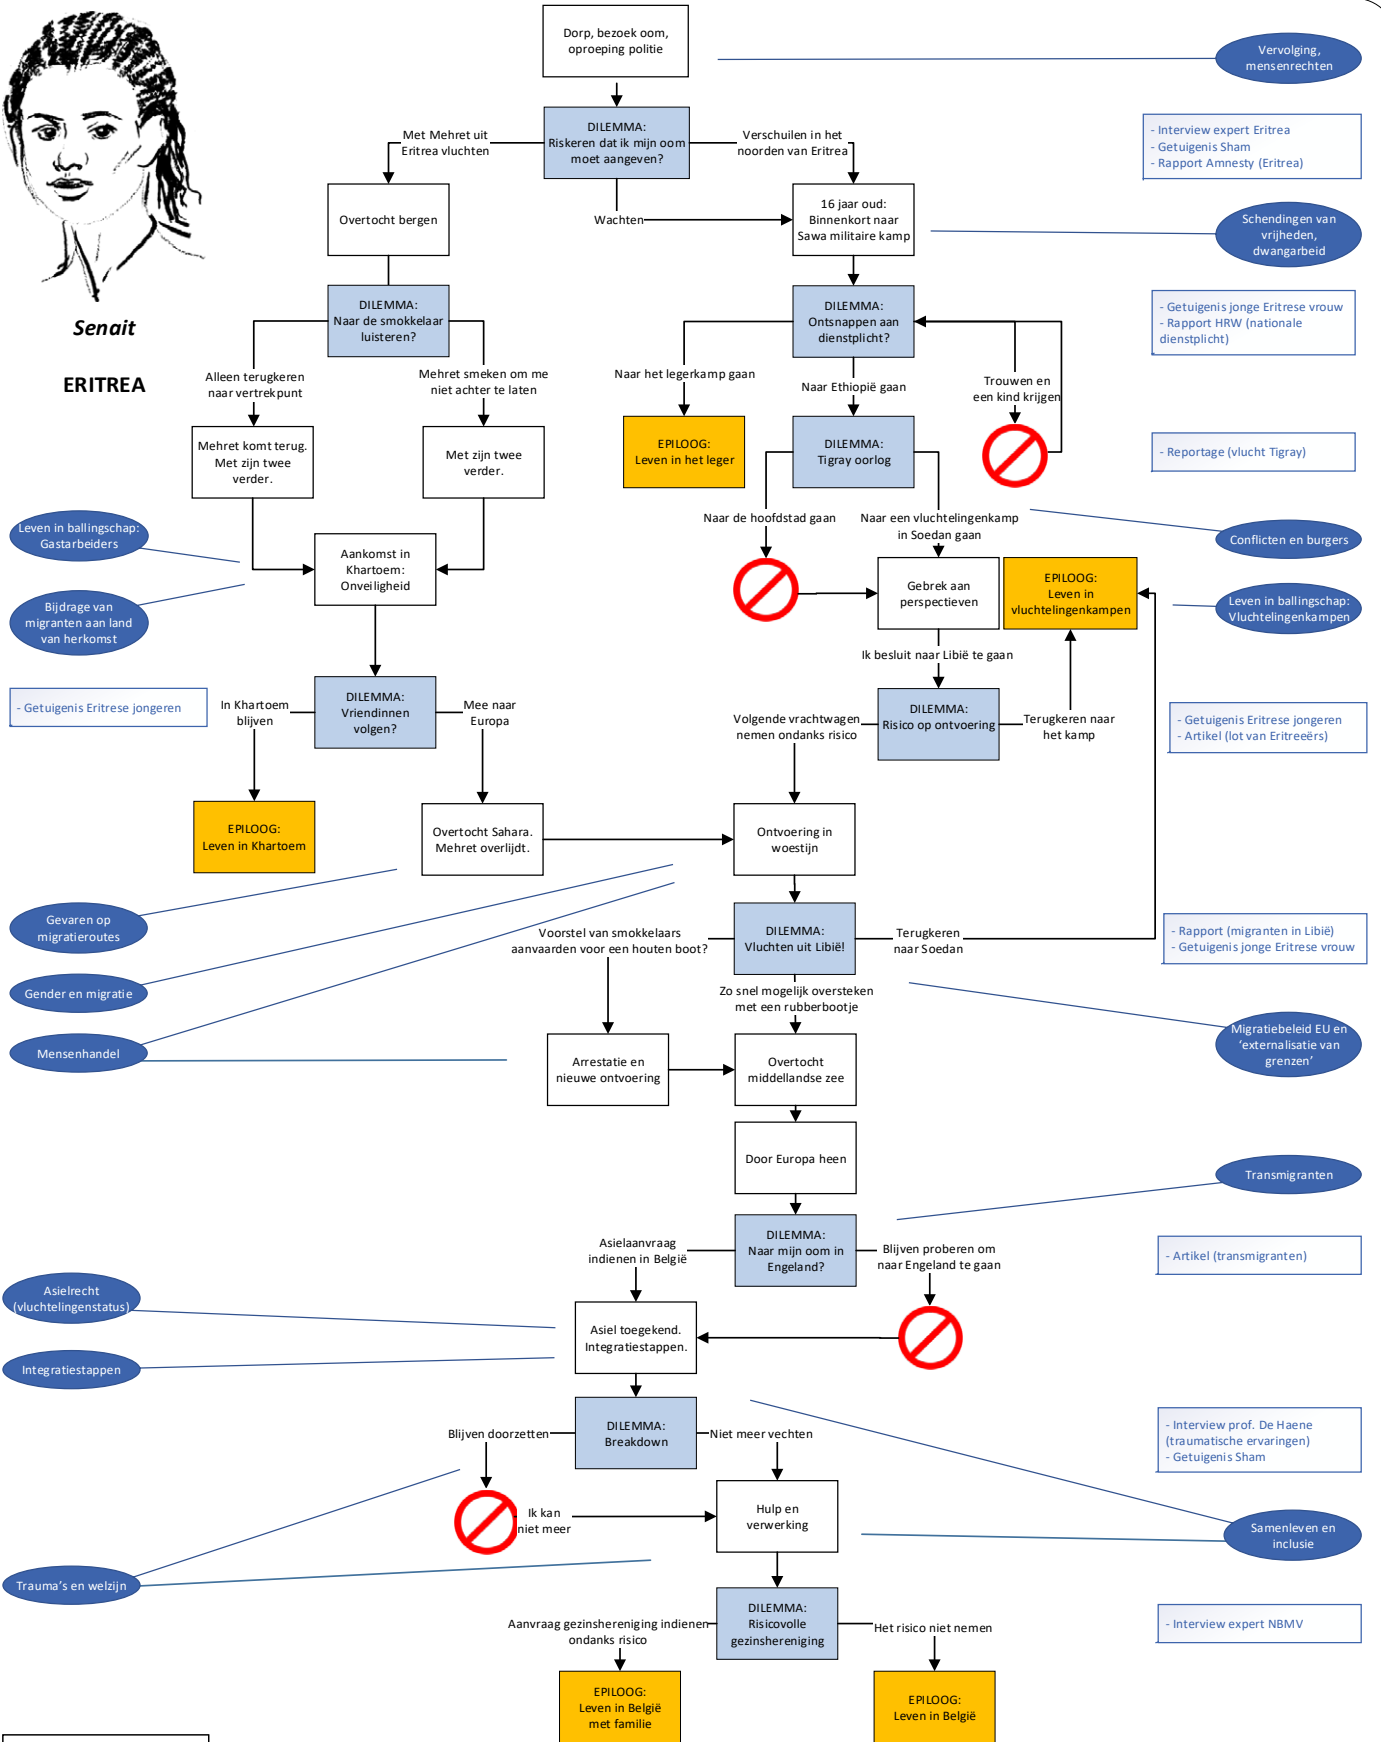 Dorp, bezoek oom,
oproeping politie
Vervolging,
mensenrechten
DILEMMA:
Riskeren dat ik mijn oom
moet aangeven?
Met Mehret uit
Eritrea vluchten
Verschuilen in het
noorden van Eritrea
- Interview expert Eritrea
- Getuigenis Sham
- Rapport Amnesty (Eritrea)
Overtocht bergen
Wachten
16 jaar oud:
Binnenkort naar
Sawa militaire kamp
Schendingen van
vrijheden,
dwangarbeid
Senait
ERITREA
DILEMMA:
Naar de smokkelaar
luisteren?
DILEMMA:
Ontsnappen aan
dienstplicht?
- Getuigenis jonge Eritrese vrouw
- Rapport HRW (nationale
dienstplicht)
Alleen terugkeren
naar vertrekpunt
Mehret smeken om me
niet achter te laten
Naar het legerkamp gaan
Naar Ethiopië gaan
Trouwen en
een kind krijgen
Mehret komt terug.
Met zijn twee
verder.
Met zijn twee
verder.
EPILOOG:
Leven in het leger
DILEMMA:
Tigray oorlog
- Reportage (vlucht Tigray)
Leven in ballingschap:
Gastarbeiders
Naar de hoofdstad gaan
Naar een vluchtelingenkamp
in Soedan gaan
Conflicten en burgers
Aankomst in
Khartoem:
Onveiligheid
Gebrek aan
perspectieven
EPILOOG:
Leven in
vluchtelingenkampen
Bijdrage van
migranten aan land
van herkomst
Leven in ballingschap:
Vluchtelingenkampen
Ik besluit naar Libië te gaan
- Getuigenis Eritrese jongeren
In Khartoem
blijven
DILEMMA:
Vriendinnen
volgen?
Mee naar
Europa
Volgende vrachtwagen
nemen ondanks risico
DILEMMA:
Risico op ontvoering
Terugkeren naar
het kamp
- Getuigenis Eritrese jongeren
- Artikel (lot van Eritreeërs)
EPILOOG:
Leven in Khartoem
Overtocht Sahara.
Mehret overlijdt.
Ontvoering in
woestijn
Gevaren op
migratieroutes
Voorstel van smokkelaars
aanvaarden voor een houten boot?
DILEMMA:
Vluchten uit Libië!
Terugkeren
naar Soedan
- Rapport (migranten in Libië)
- Getuigenis jonge Eritrese vrouw
Gender en migratie
Zo snel mogelijk oversteken
met een rubberbootje
Mensenhandel
Arrestatie en
nieuwe ontvoering
Overtocht
middellandse zee
Migratiebeleid EU en
‘externalisatie van
grenzen’
Door Europa heen
Transmigranten
Asielaanvraag
indienen in België
DILEMMA:
Naar mijn oom in
Engeland?
Blijven proberen om
naar Engeland te gaan
- Artikel (transmigranten)
Asielrecht
(vluchtelingenstatus)
Asiel toegekend.
Integratiestappen.
Integratiestappen
Blijven doorzetten
DILEMMA:
Breakdown
Niet meer vechten
- Interview prof. De Haene
(traumatische ervaringen)
- Getuigenis Sham
Ik kan
niet meer
Hulp en
verwerking
Samenleven en
inclusie
Trauma’s en welzijn
Aanvraag gezinshereniging indienen
ondanks risico
DILEMMA:
Risicovolle
gezinshereniging
Het risico niet nemen
- Interview expert NBMV
EPILOOG:
Leven in België
met familie
EPILOOG:
Leven in België